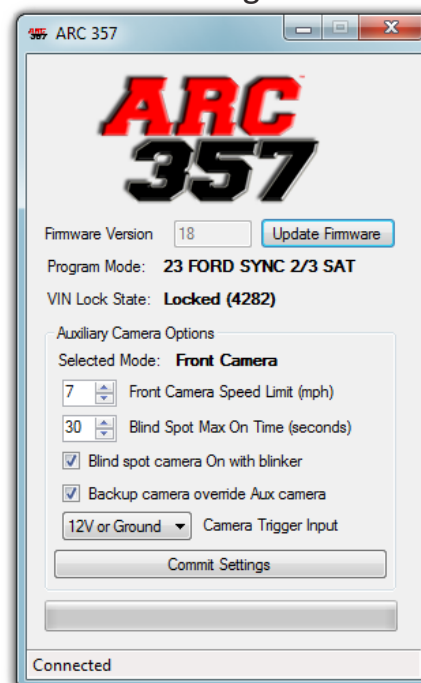 ARC 357
ARC
357
Firmware Version 18 Update Firmware
Program Mode: 23 FORD SYNC 2/3 SAT
VIN Lock State: Locked (4282)
Auxiliary Camera Options
Selected Mode: Front Camera
7 Front Camera Speed Limit (mph)
30 Blind Spot Max On Time (seconds)
Blind spot camera On with blinker
Backup camera override Aux camera
12V or Ground Camera Trigger Input
Commit Settings
Connected